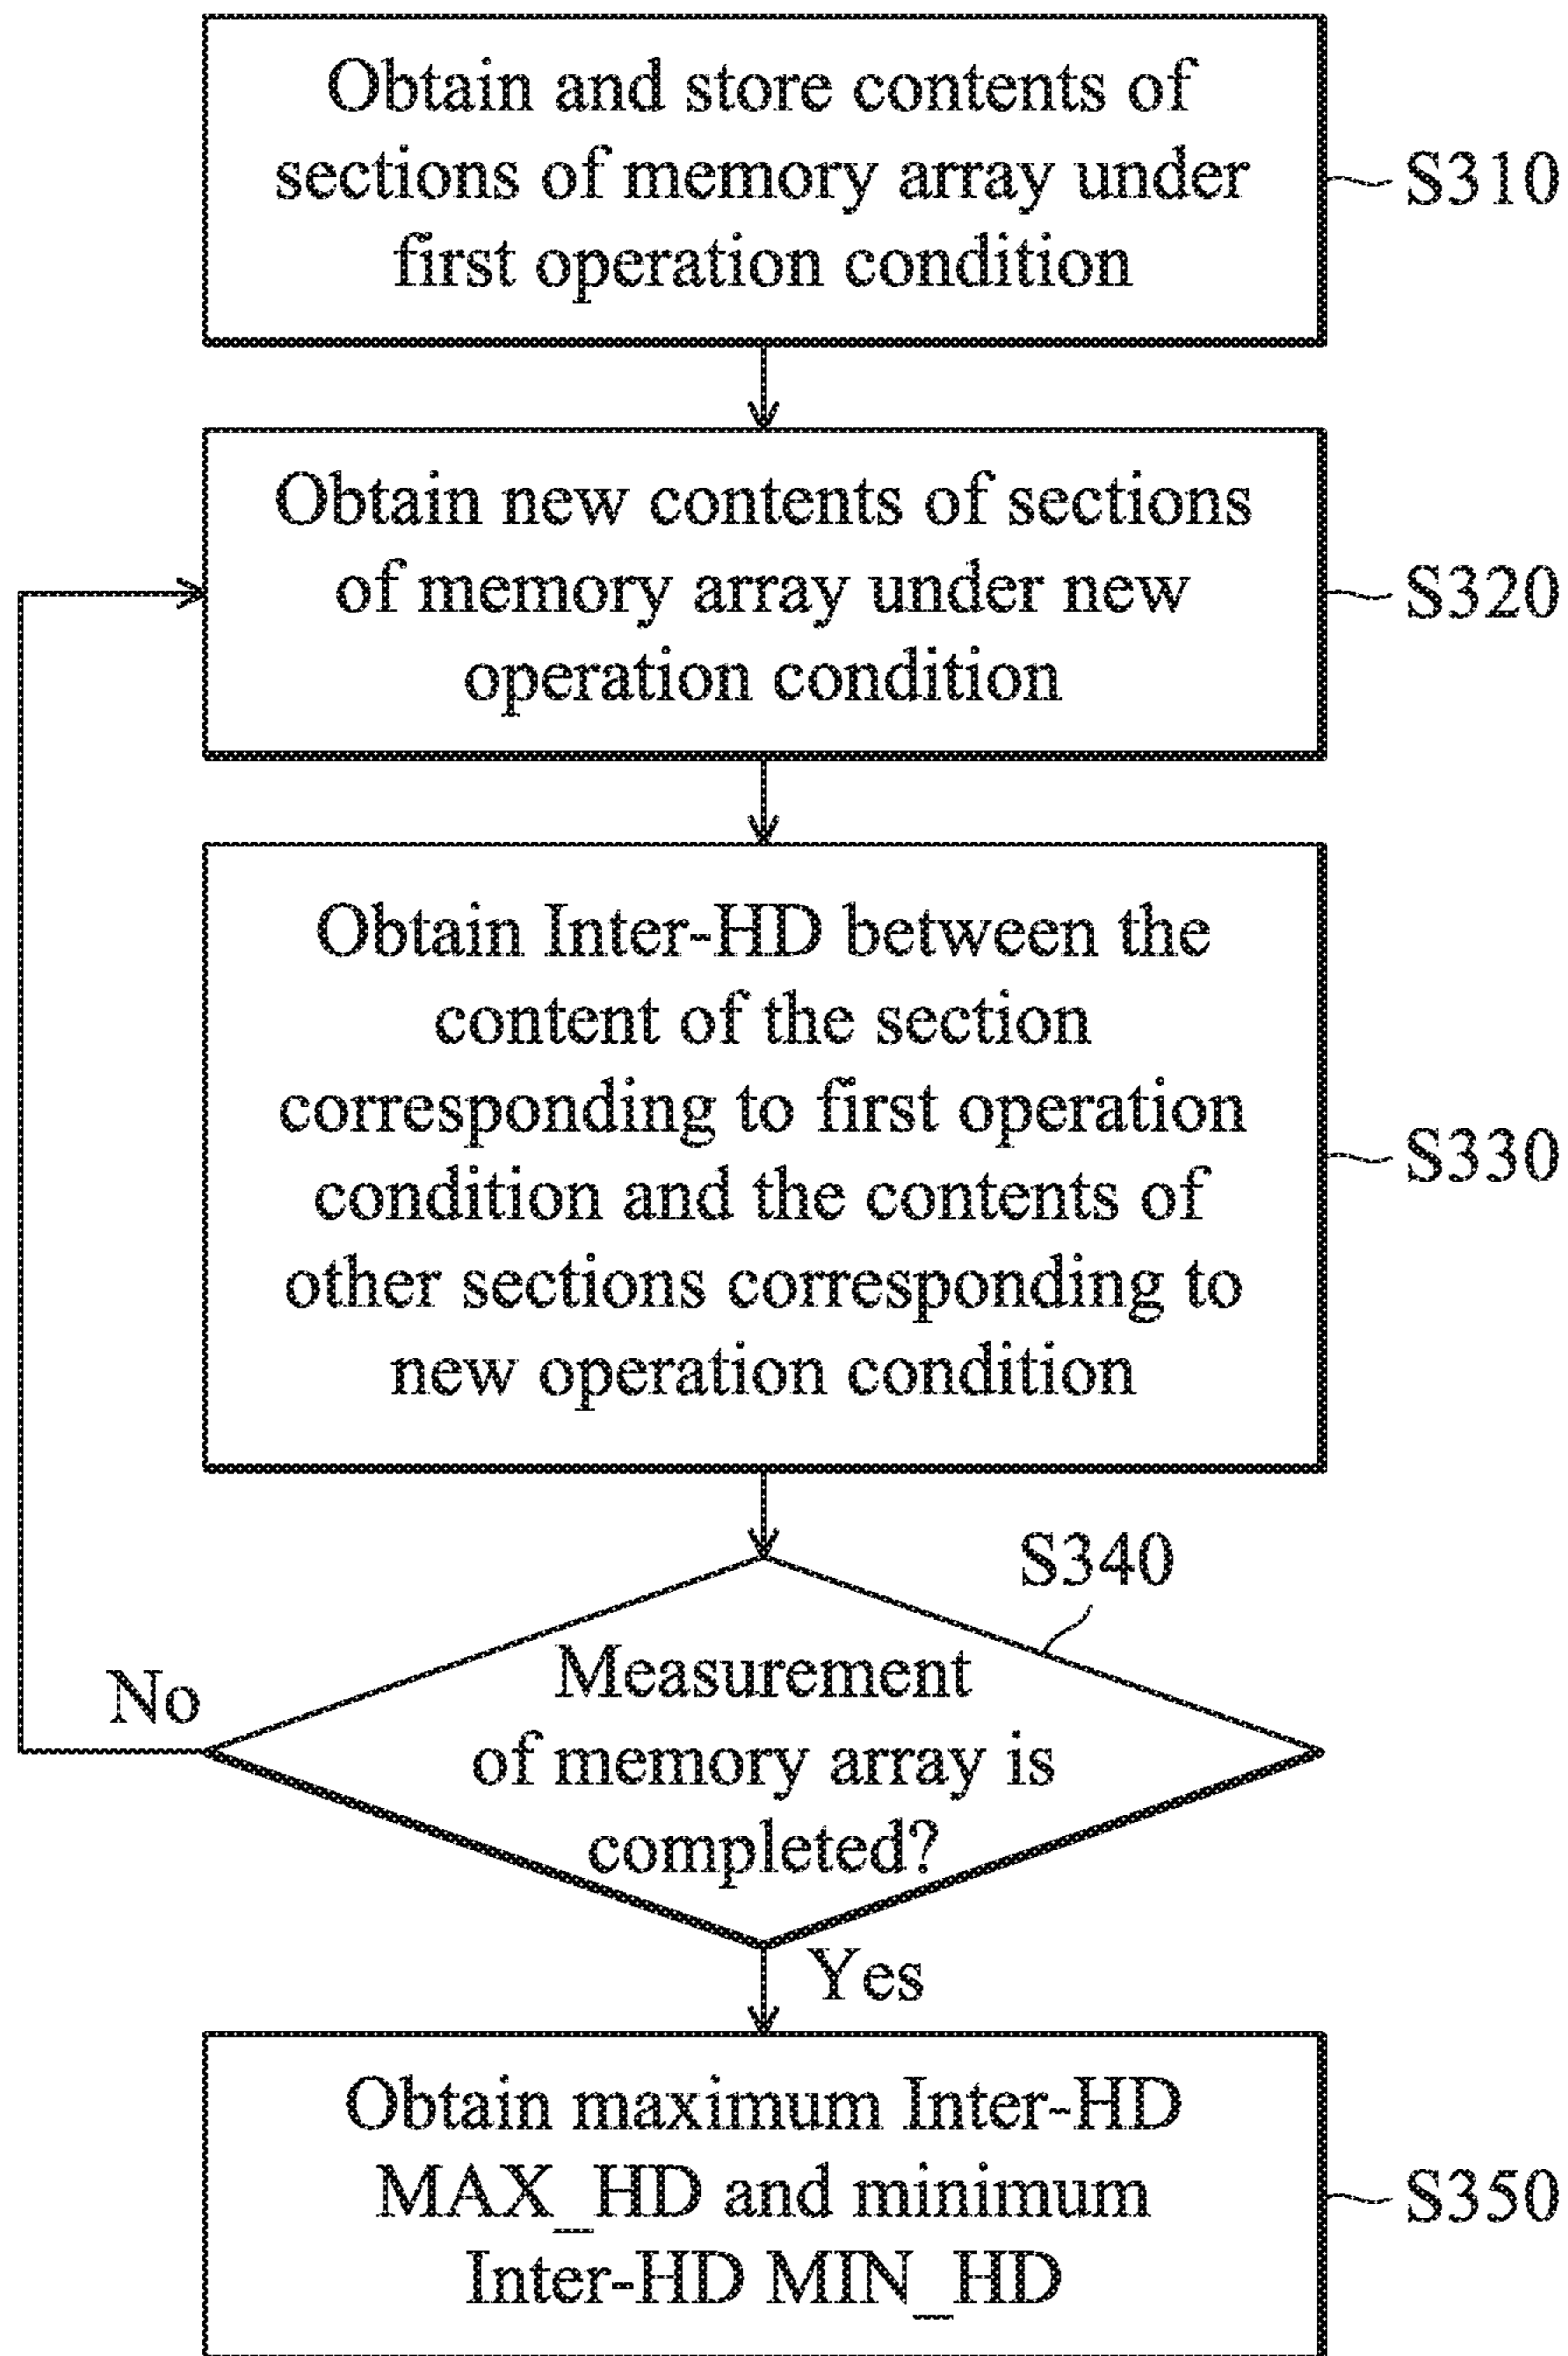 Obtain and store contents of
sections of memory array under
first operation condition
S310
Obtain new contents of sections
of memory array under new
operation condition
S320
Obtain Inter-HD between the
content of the section
corresponding to first operation
condition and the contents of
other sections corresponding to
new operation condition
S330
S340
Measurement
of memory array is
completed?
No
Yes
Obtain maximum Inter-HD
MAX_HD and minimum
Inter-HD MIN_HD
S350